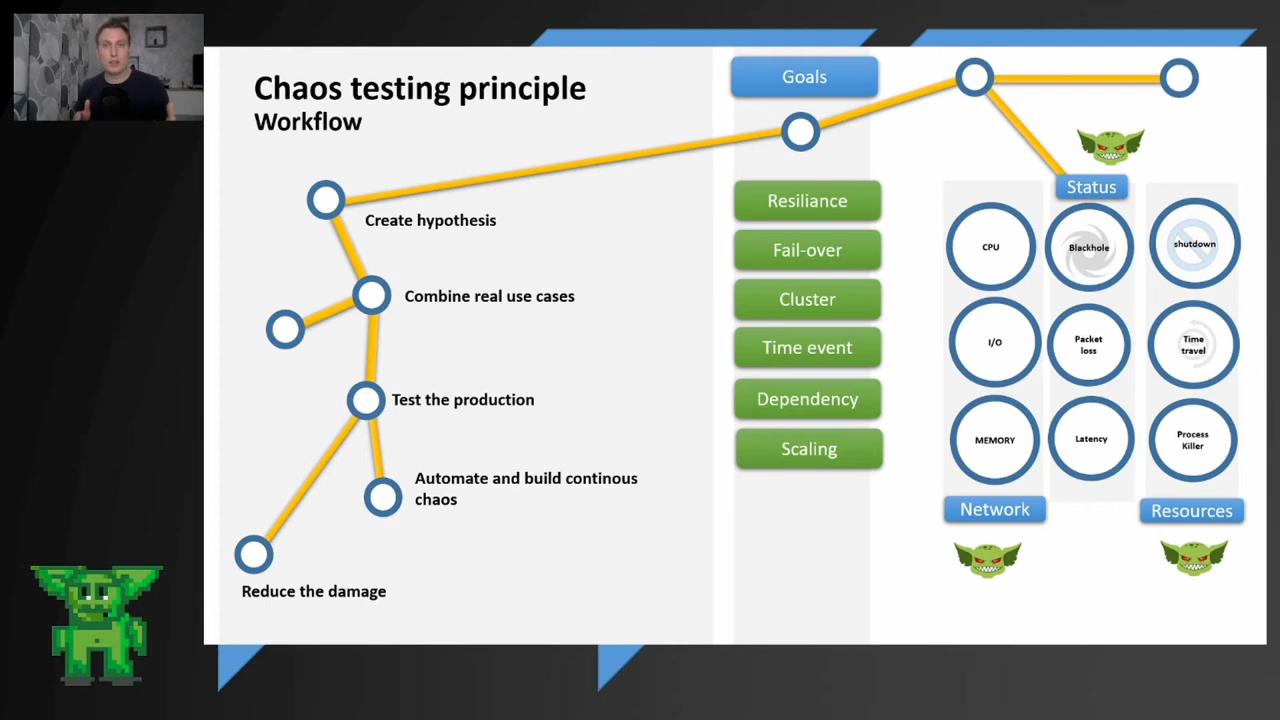 Chaos testing principle
Workflow
Create hypothesis
Combine real use cases
Test the production
Automate and build continous
chaos
Reduce the damage
Goals
Resiliance
Fail-over
Cluster
Time event
Dependency
Scaling
Status
CPU
Blackhole
shutdown
I/O
Packet
loss
Time
travel
MEMORY
Latency
Process
Killer
Network
Resources